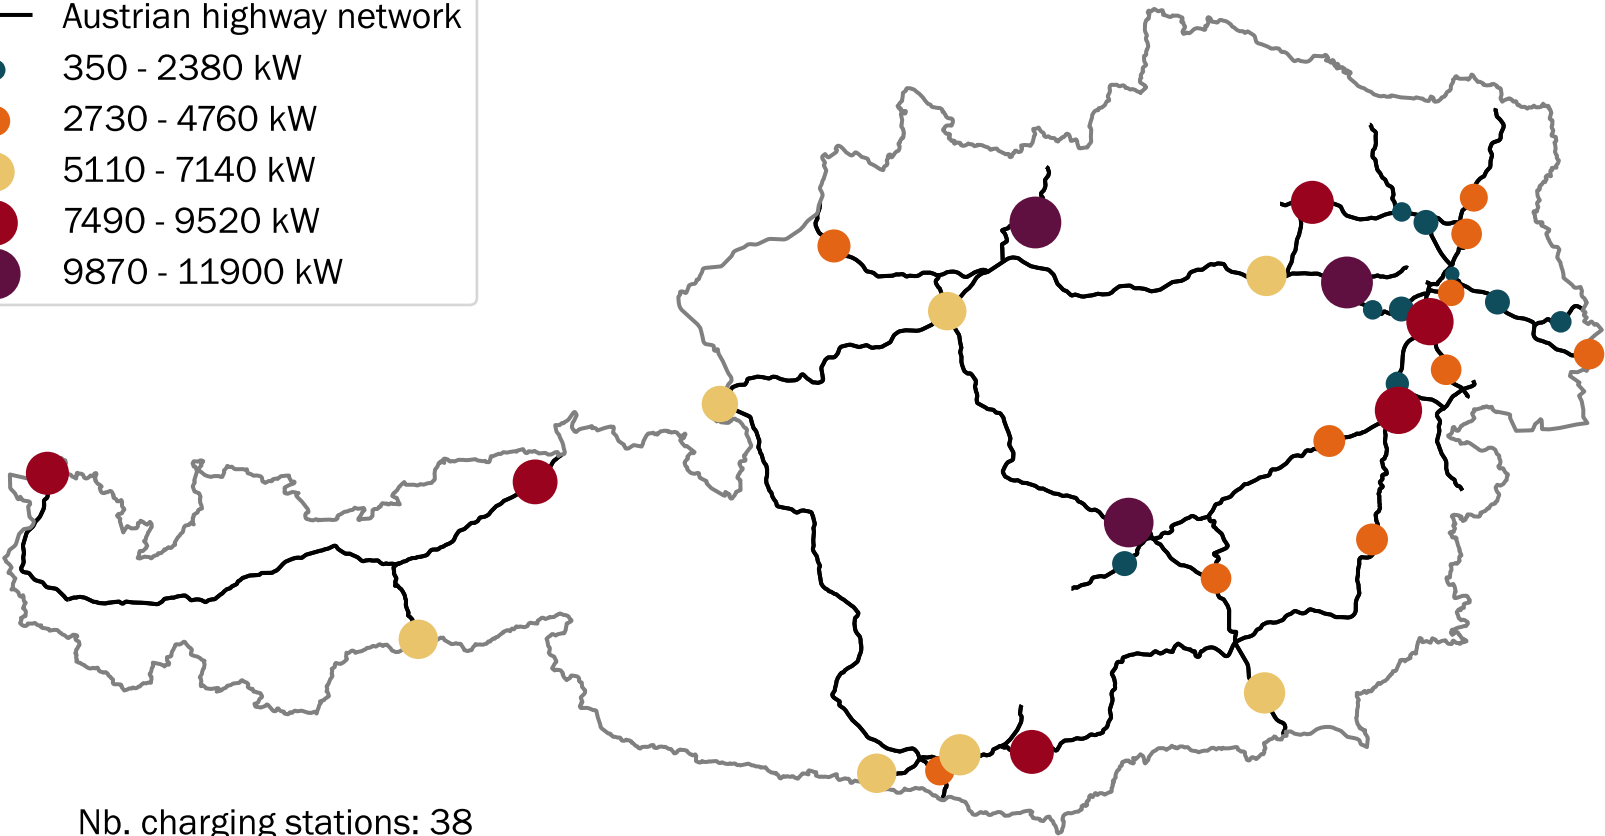 Austrian highway network
350 - 2380 kW
2730 - 4760 kW
5110 - 7140 kW
7490 - 9520 kW
9870 - 11900 kW
Nb. charging stations: 38